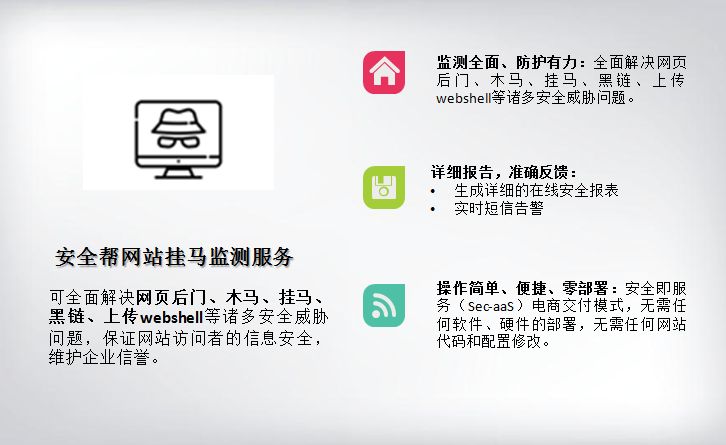 安全帮网站挂马监测服务
可全面解决网页后门、木马、挂马、
黑链、上传webshell等诸多安全威胁
问题，保证网站访问者的信息安全，
维护企业信誉。
监测全面、防护有力：全面解决网页
后门、木马、挂马、黑链、上传
webshell等诸多安全威胁问题。
详细报告，准确反馈：
• 生成详细的在线安全报表
• 实时短信告警
操作简单、便捷、零部署：安全即服
务（Sec-aaS）电商交付模式，无需任
何软件、硬件的部署，无需任何网站
代码和配置修改。